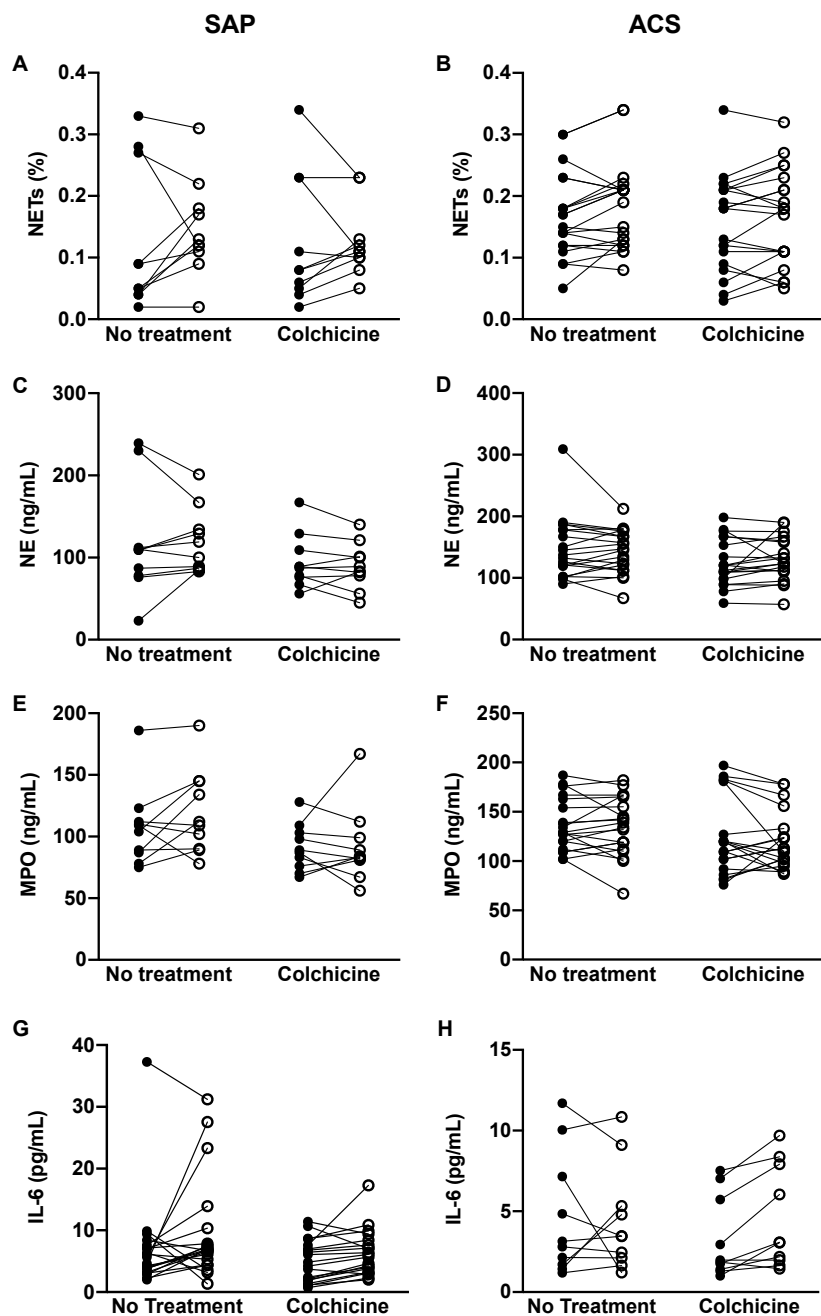 SAP
ACS
A
NETs (%)
0.4
0.3
0.2
0.1
0.0
No treatment
Colchicine
B
NETs (%)
0.4
0.3
0.2
0.1
0.0
No treatment
Colchicine
C
NE (ng/mL)
300
200
100
0
No treatment
Colchicine
D
NE (ng/mL)
400
300
200
100
0
No treatment
Colchicine
E
MPO (ng/mL)
200
150
100
50
0
No treatment
Colchicine
F
MPO (ng/mL)
250
200
150
100
50
0
No treatment
Colchicine
G
IL-6 (pg/mL)
40
30
20
10
0
No Treatment
Colchicine
H
IL-6 (pg/mL)
15
10
5
0
No Treatment
Colchicine